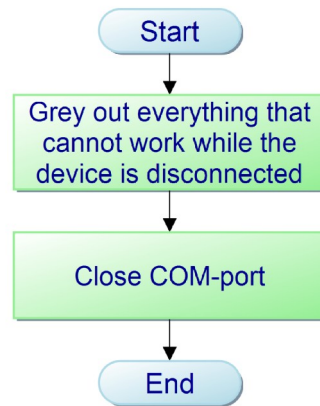 Start
Grey out everything that
cannot work while the
device is disconnected
Close COM-port
End